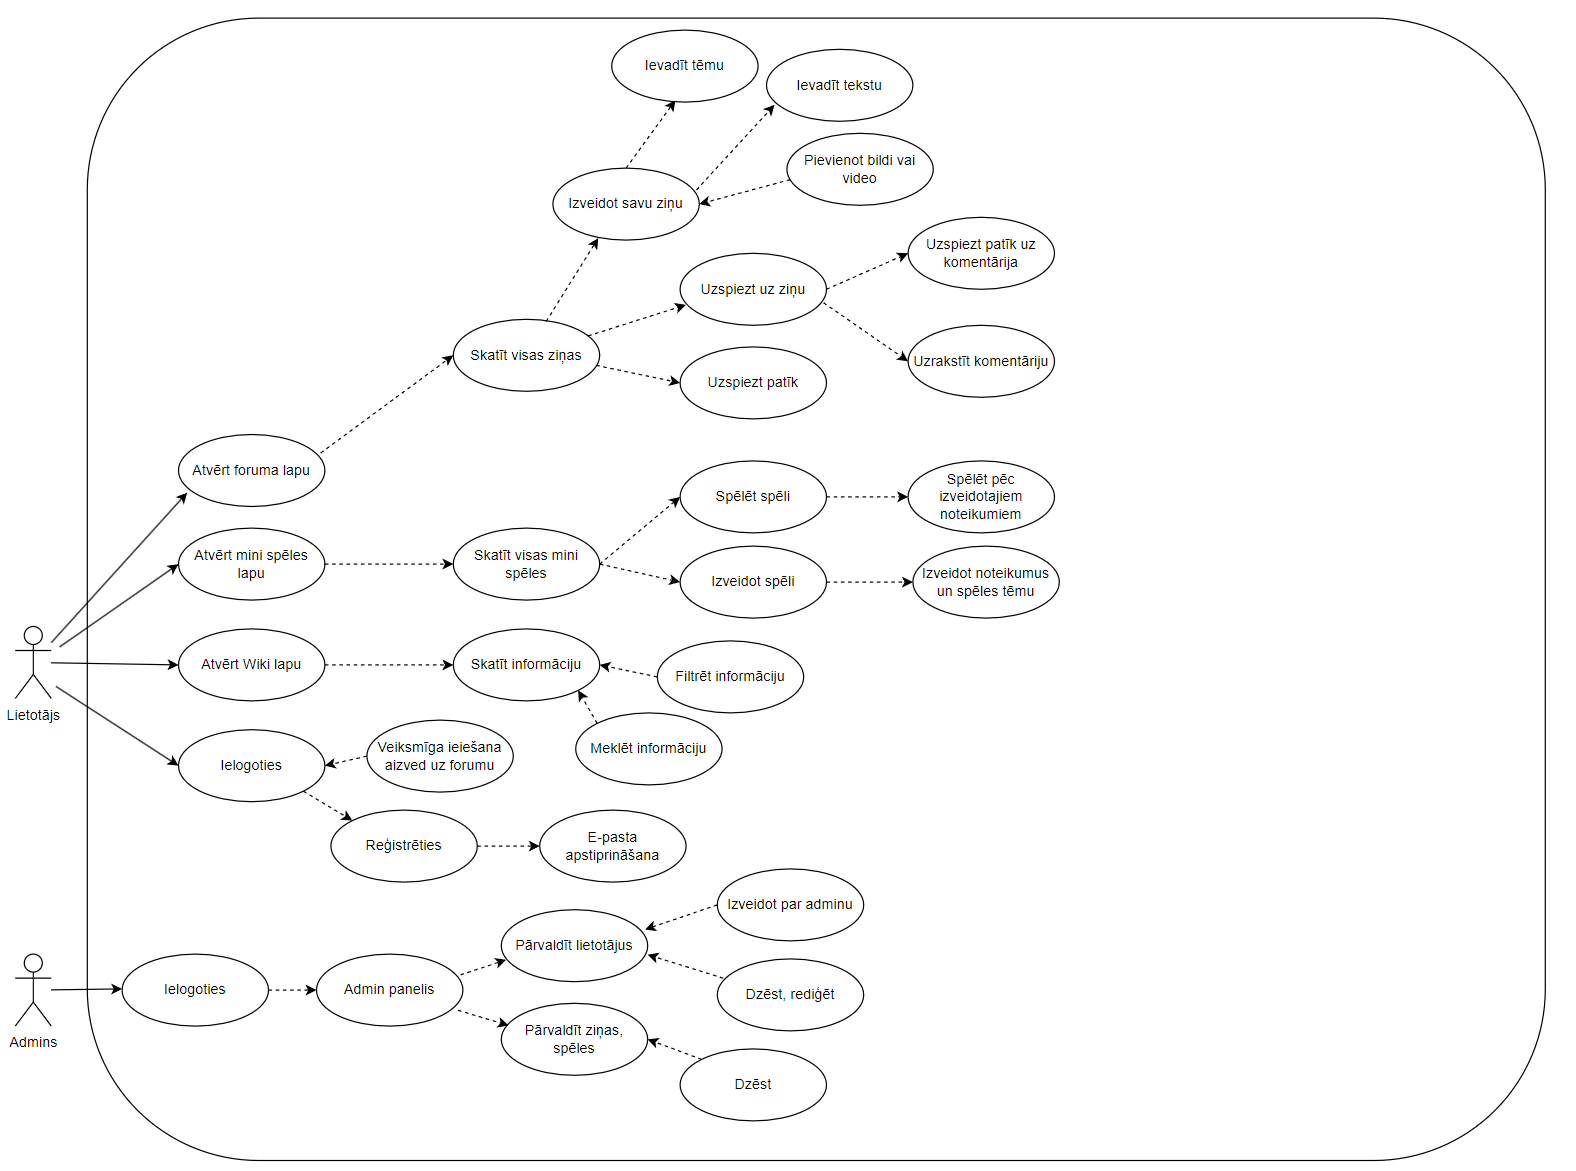 Ievadīt tēmu
Ievadīt tekstu
Pievienot bildi vai
video
Izveidot savu ziņu
Uzspiezt patīk uz
komentārija
Uzspiezt uz ziņu
Skatīt visas ziņas
Uzrakstīt komentāriju
Uzspiezt patīk
Atvērt foruma lapu
Spēlēt spēli
Spēlēt pēc
izveidotajiem
noteikumiem
Atvērt mini spēles
lapu
Skatīt visas mini
spēles
Izveidot spēli
Izveidot noteikumus
un spēles tēmu
Atvērt Wiki lapu
Skatīt informāciju
Filtrēt informāciju
Lietotājs
Meklēt informāciju
Ielogoties
Veiksmīga ieiešana
aizved uz forumu
Reģistrēties
E-pasta
apstiprināšana
Izveidot par adminu
Pārvaldīt lietotājus
Ielogoties
Admin panelis
Dzēst, rediģēt
Admins
Pārvaldīt ziņas,
spēles
Dzēst